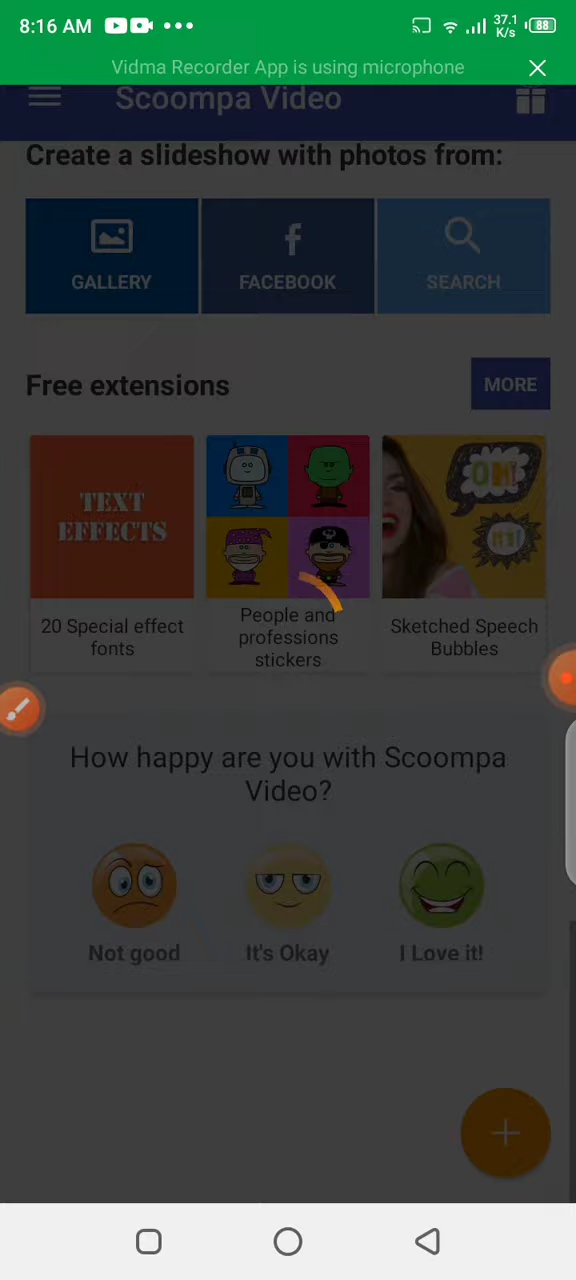 8:16 AM
37.1
K/s
88
Vidma Recorder App is using microphone
Scoompa Video
Create a slideshow with photos from:
GALLERY
FACEBOOK
SEARCH
Free extensions
MORE
TEXT
EFFECTS
OH!
20 Special effect
fonts
People and
professions
stickers
Sketched Speech
Bubbles
How happy are you with Scoompa
Video?
Not good
It's Okay
I Love it!